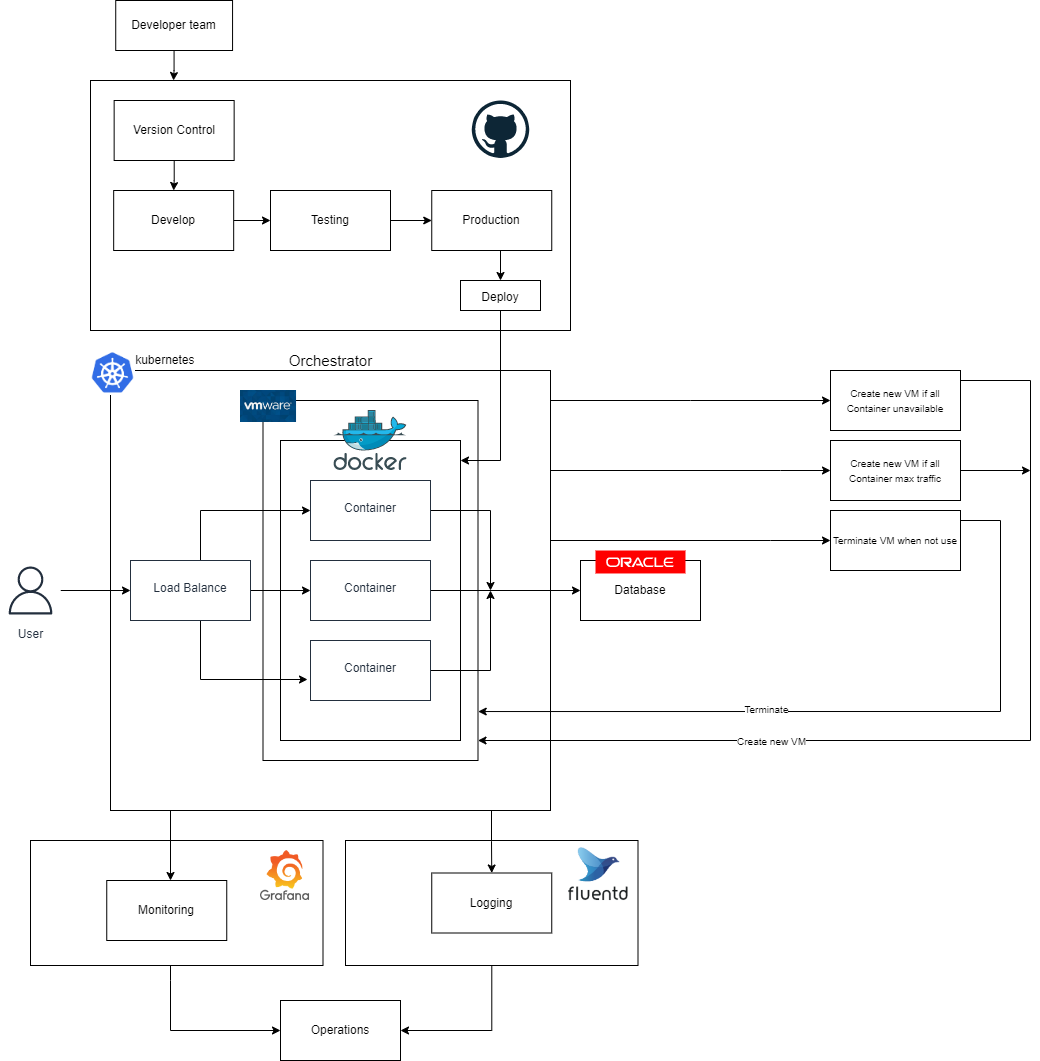 Developer team
Version Control
Develop
Testing
Production
Deploy
kubernetes
Orchestrator
vmware
docker
Container
Container
Container
Load Balance
User
ORACLE
Database
Create new VM if all
Container unavailable
Create new VM if all
Container max traffic
Terminate VM when not use
Terminate
Create new VM
Grafana
Monitoring
fluentd
Logging
Operations